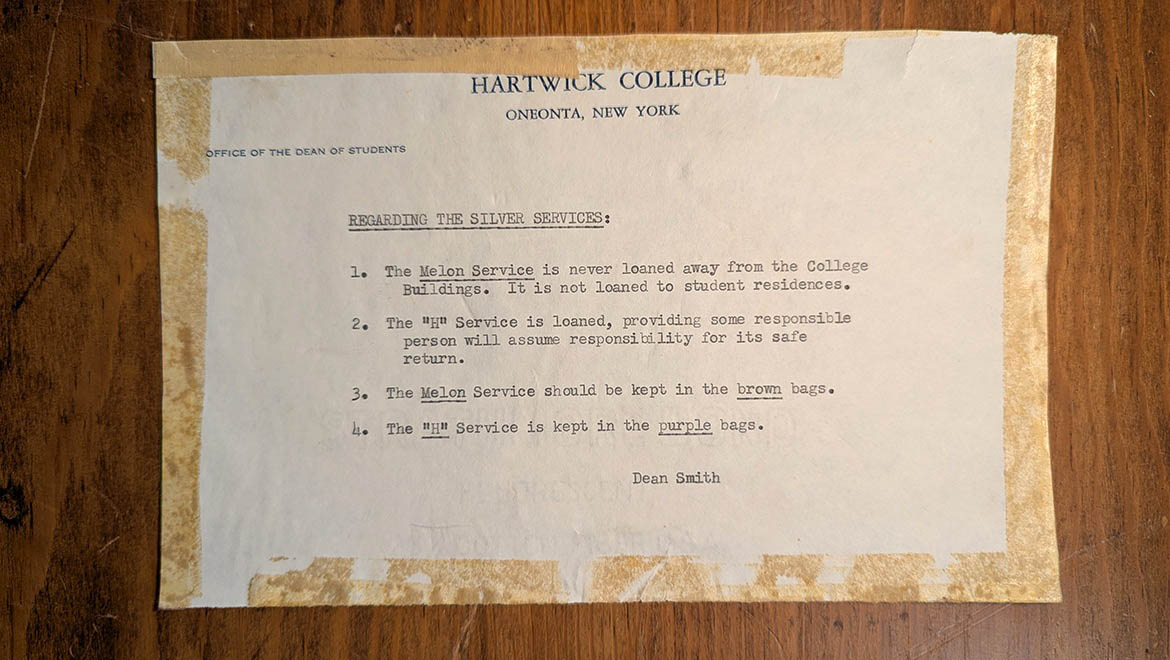 HARTWICK COLLEGE
ONEONTA, NEW YORK
OFFICE OF THE DEAN OF STUDENTS
REGARDING THE SILVER SERVICES:
1. The Melon Service is never loaned away from the College
Buildings. It is not loaned to student residences.
2. The "H" Service is loaned, providing some responsible
person will assume responsibility for its safe
return.
3. The Melon Service should be kept in the brown bags.
4. The "H" Service is kept in the purple bags.
Dean Smith